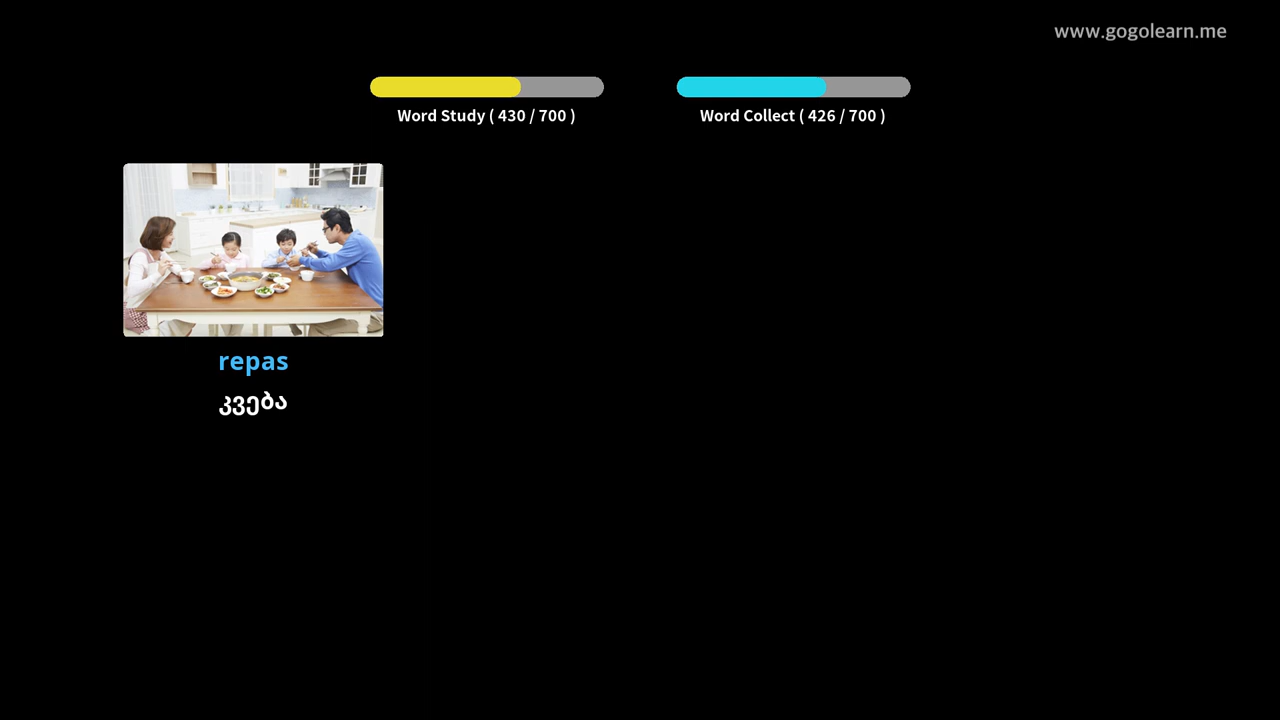 www.gogolearn.me
Word Study ( 430 / 700 )
Word Collect ( 426 / 700 )
repas
კვება